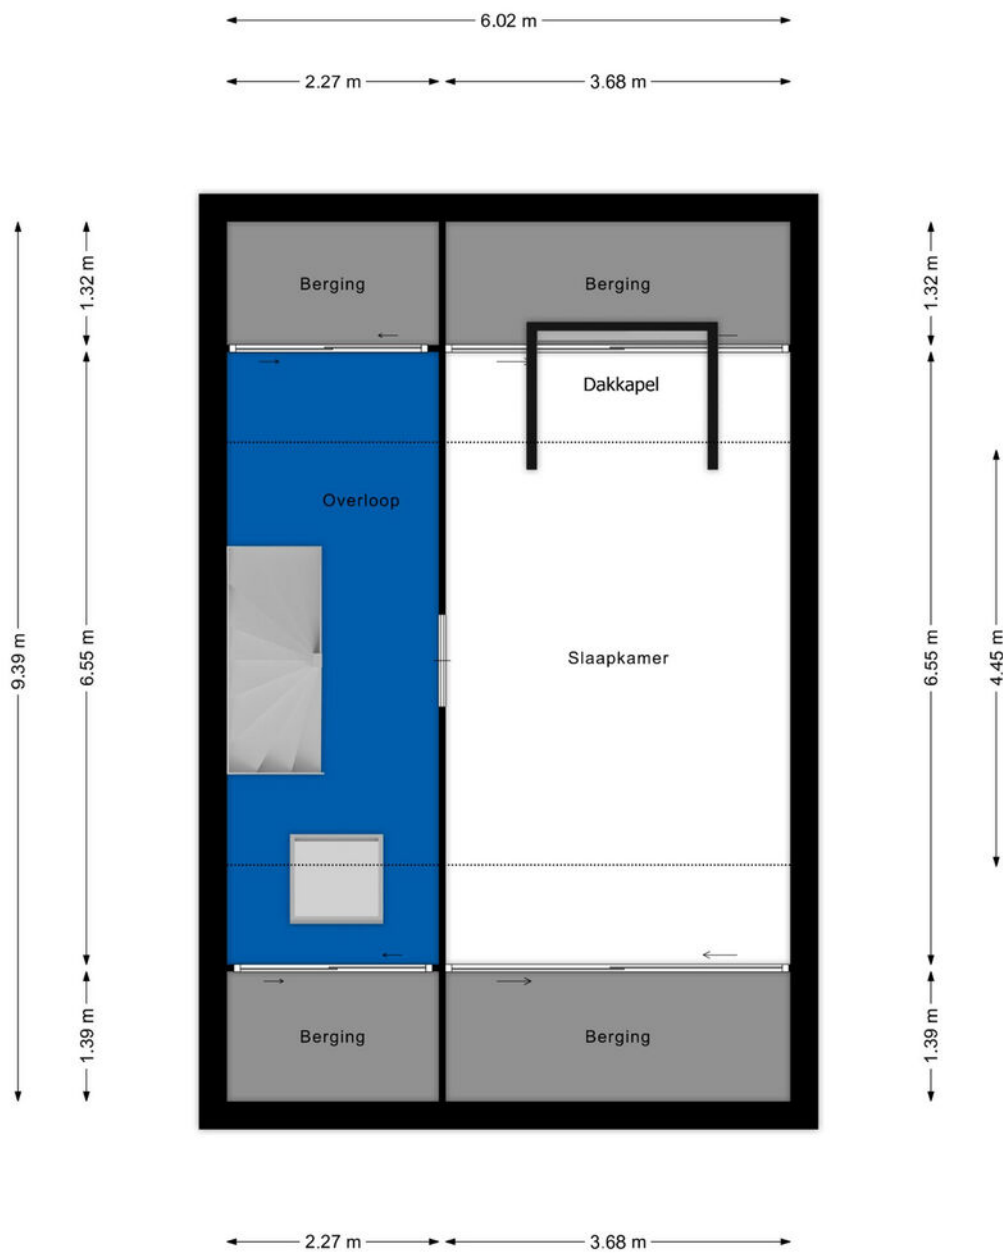 6.02 m
2.27 m
3.68 m
Berging
Berging
1.32 m
1.32 m
Dakkapel
Overloop
9.39 m
6.55 m
Slaapkamer
6.55 m
4.45 m
Berging
Berging
1.39 m
1.39 m
2.27 m
3.68 m